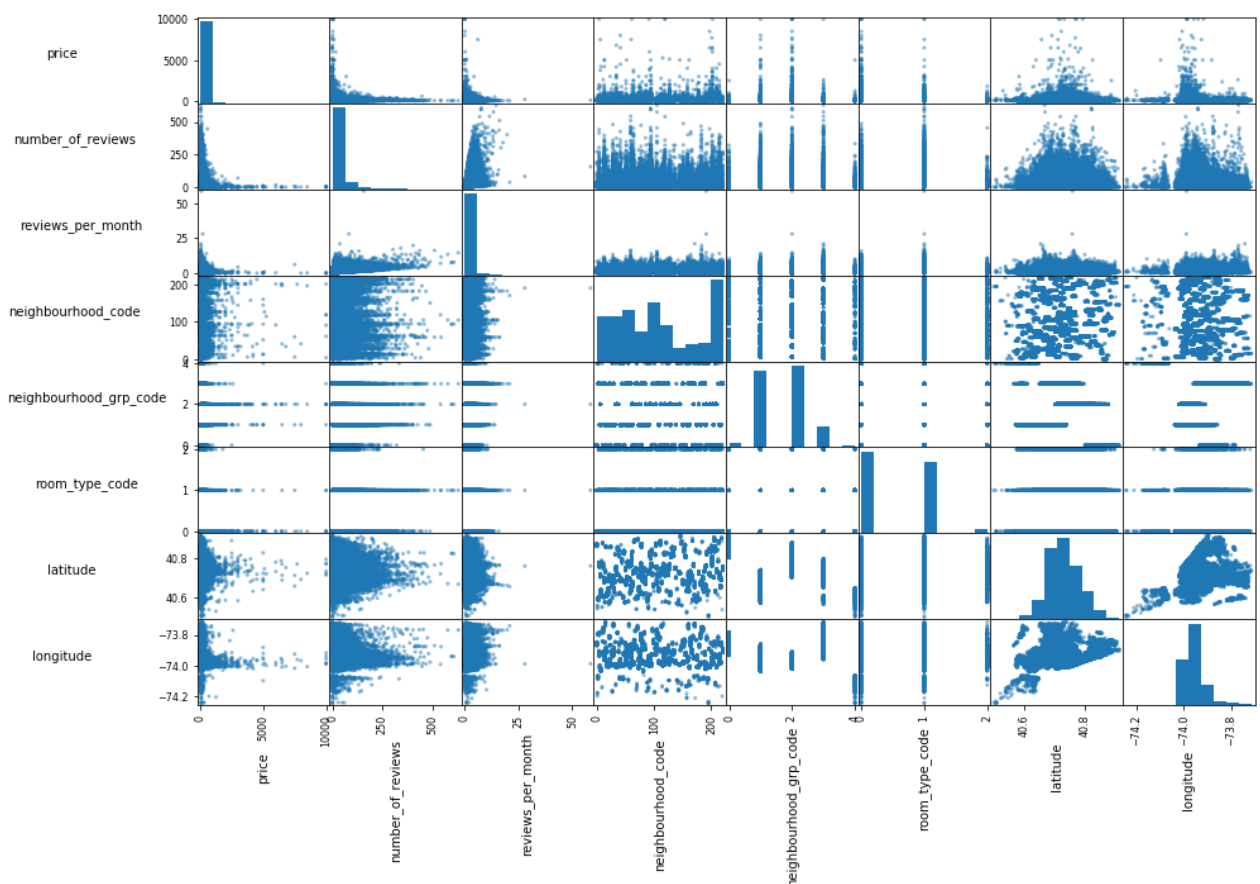 10000
price
5000
0
500
number_of_reviews
250
0
50
reviews_per_month
25
0
200
neighbourhood_code
100
0
4
neighbourhood_grp_code
2
0
2
room_type_code
1
0
40.8
latitude
40.6
−73.8
longitude
−74.0
−74.2
0
5000
10000
0
250
500
0
25
50
0
100
200
0
2
4
0
1
2
40.6
40.8
−74.2
−74.0
−73.8
price
number_of_reviews
reviews_per_month
neighbourhood_code
neighbourhood_grp_code
room_type_code
latitude
longitude